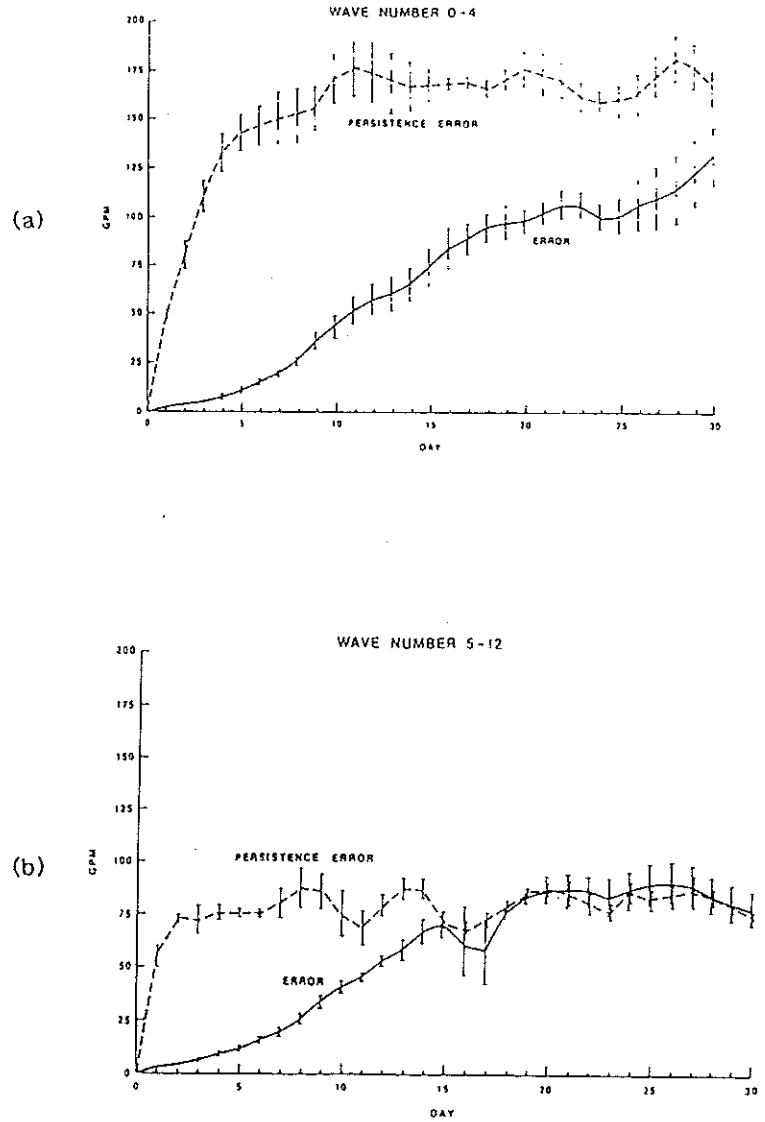 WAVE NUMBER 0-4
200
175
150
125
100
75
50
25
0
GPM
PERSISTENCE ERROR
ERROR
0 5 10 15 20 25 30
DAY
(a)
WAVE NUMBER 5-12
200
175
150
125
100
75
50
25
0
GPM
PERSISTENCE ERROR
ERROR
0 5 10 15 20 25 30
DAY
(b)